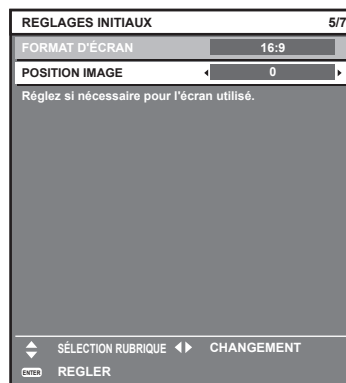 REGLAGES INITIAUX 5/7
FORMAT D'ÉCRAN 16:9
POSITION IMAGE 0
Réglez si nécessaire pour l'écran utilisé.
SÉLECTION RUBRIQUE CHANGEMENT
ENTER REGLER